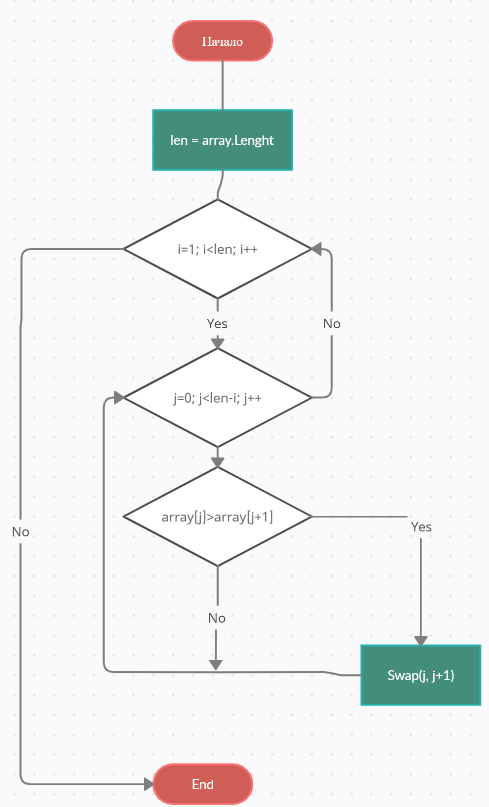 Начало
len = array.Lenght
i=1; i<len; i++
Yes
No
j=0; j<len-i; j++
array[j]>array[j+1]
Yes
No
No
Swap(j, j+1)
End